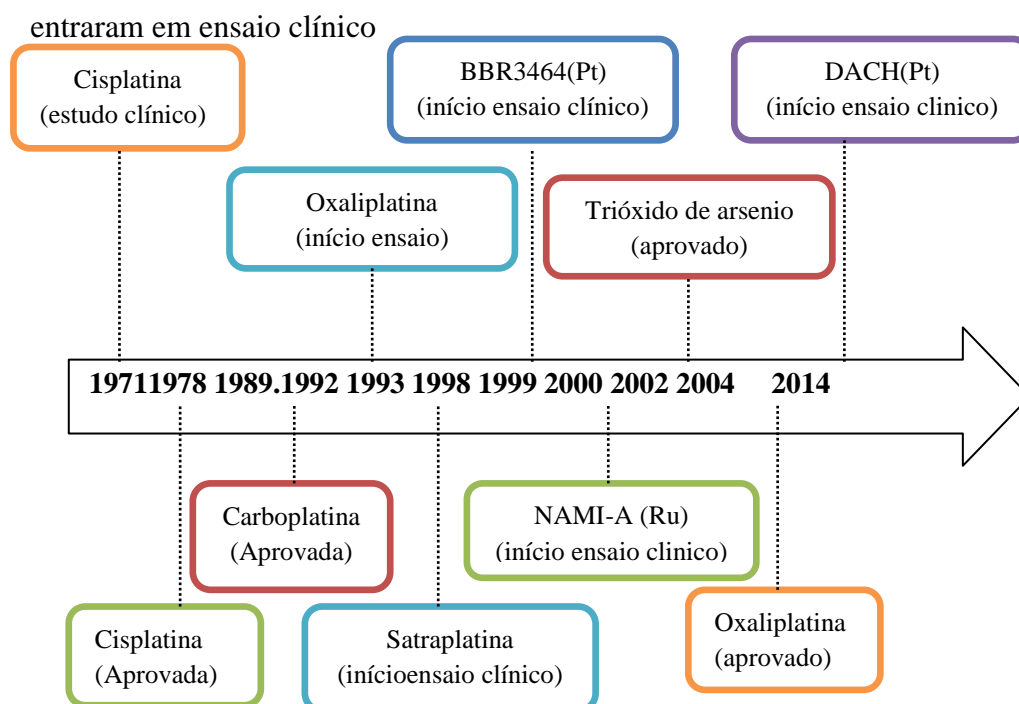 entraram em ensaio clínico
Cisplatina
(estudo clínico)
BBR3464(Pt)
(início ensaio clínico)
DACH(Pt)
(início ensaio clinico)
Oxaliplatina
(início ensaio)
Trióxido de arsenio
(aprovado)
19711978 1989.1992 1993 1998 1999 2000 2002 2004 2014
Carboplatina
(Aprovada)
NAMI-A (Ru)
(início ensaio clinico)
Cisplatina
(Aprovada)
Satraplatina
(inícioensaio clínico)
Oxaliplatina
(aprovado)